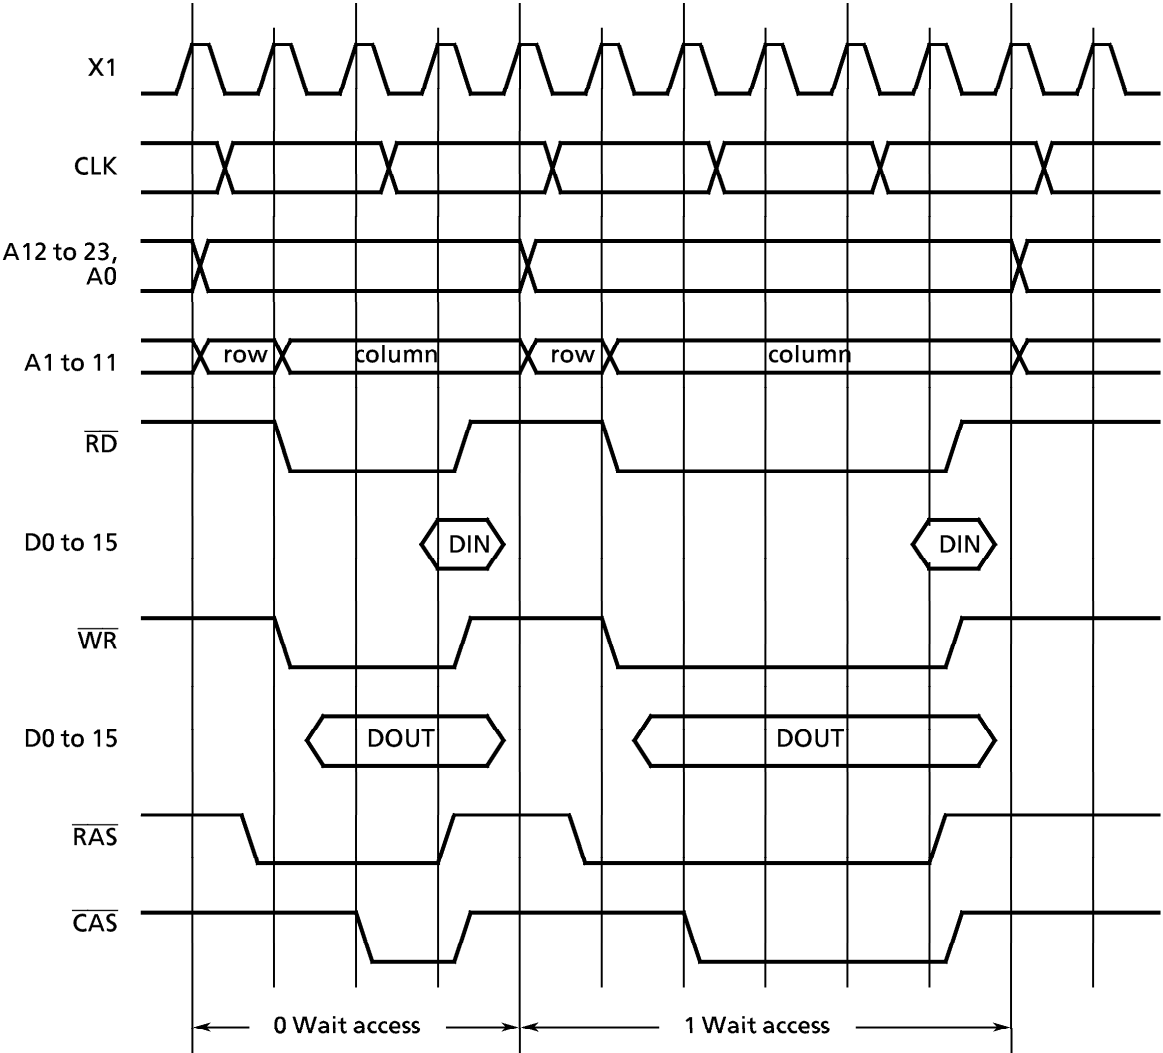 X1
CLK
A12 to 23,
A0
A1 to 11
row
column
row
column
RD
D0 to 15
DIN
DIN
WR
D0 to 15
DOUT
DOUT
RAS
CAS
0 Wait access
1 Wait access